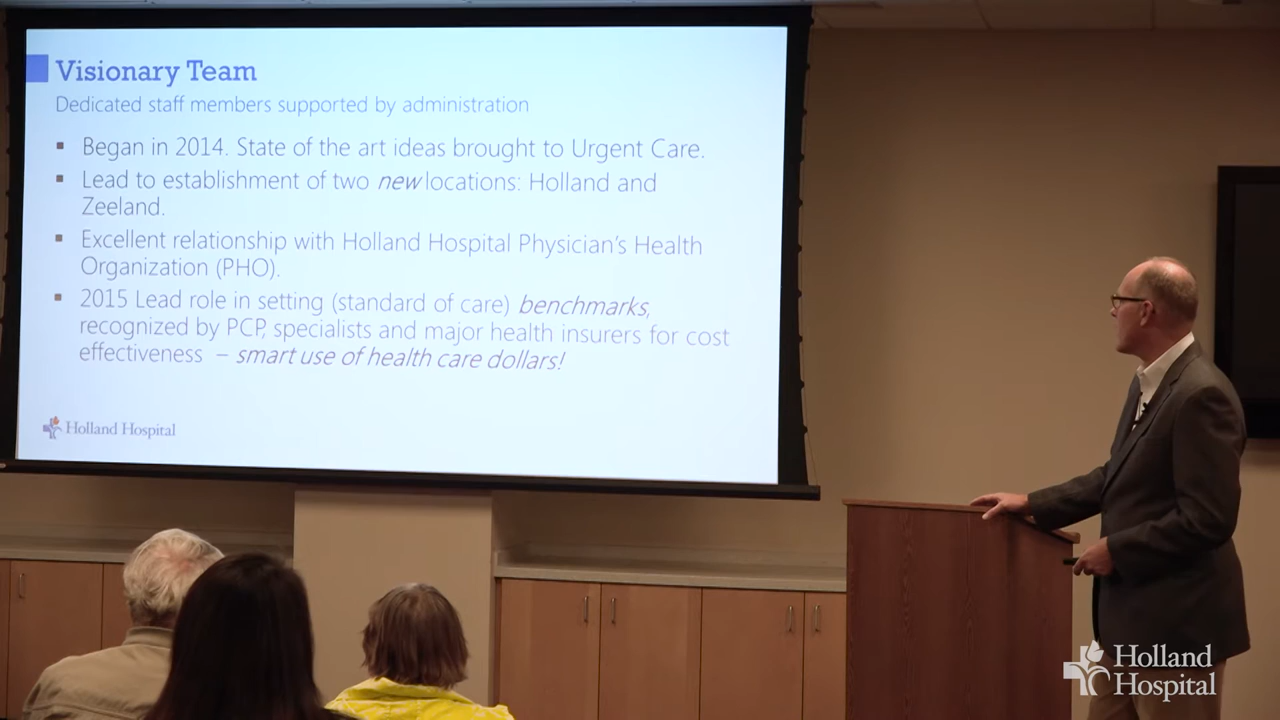 Visionary Team
Dedicated staff members supported by administration
▪ Began in 2014. State of the art ideas brought to Urgent Care.
▪ Lead to establishment of two new locations: Holland and
Zeeland.
▪ Excellent relationship with Holland Hospital Physician's Health
Organization (PHO).
▪ 2015 Lead role in setting (standard of care) benchmarks,
recognized by PCP, specialists and major health insurers for cost
effectiveness – smart use of health care dollars!
Holland Hospital
Holland
Hospital